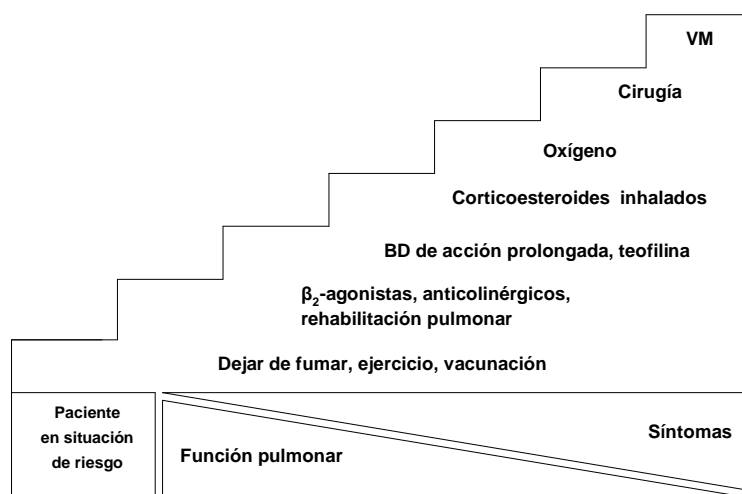 VM
Cirugía
Oxígeno
Corticoesteroides inhalados
BD de acción prolongada, teofilina
β₂-agonistas, anticolinérgicos,
rehabilitación pulmonar
Dejar de fumar, ejercicio, vacunación
Paciente
en situación
de riesgo
Síntomas
Función pulmonar